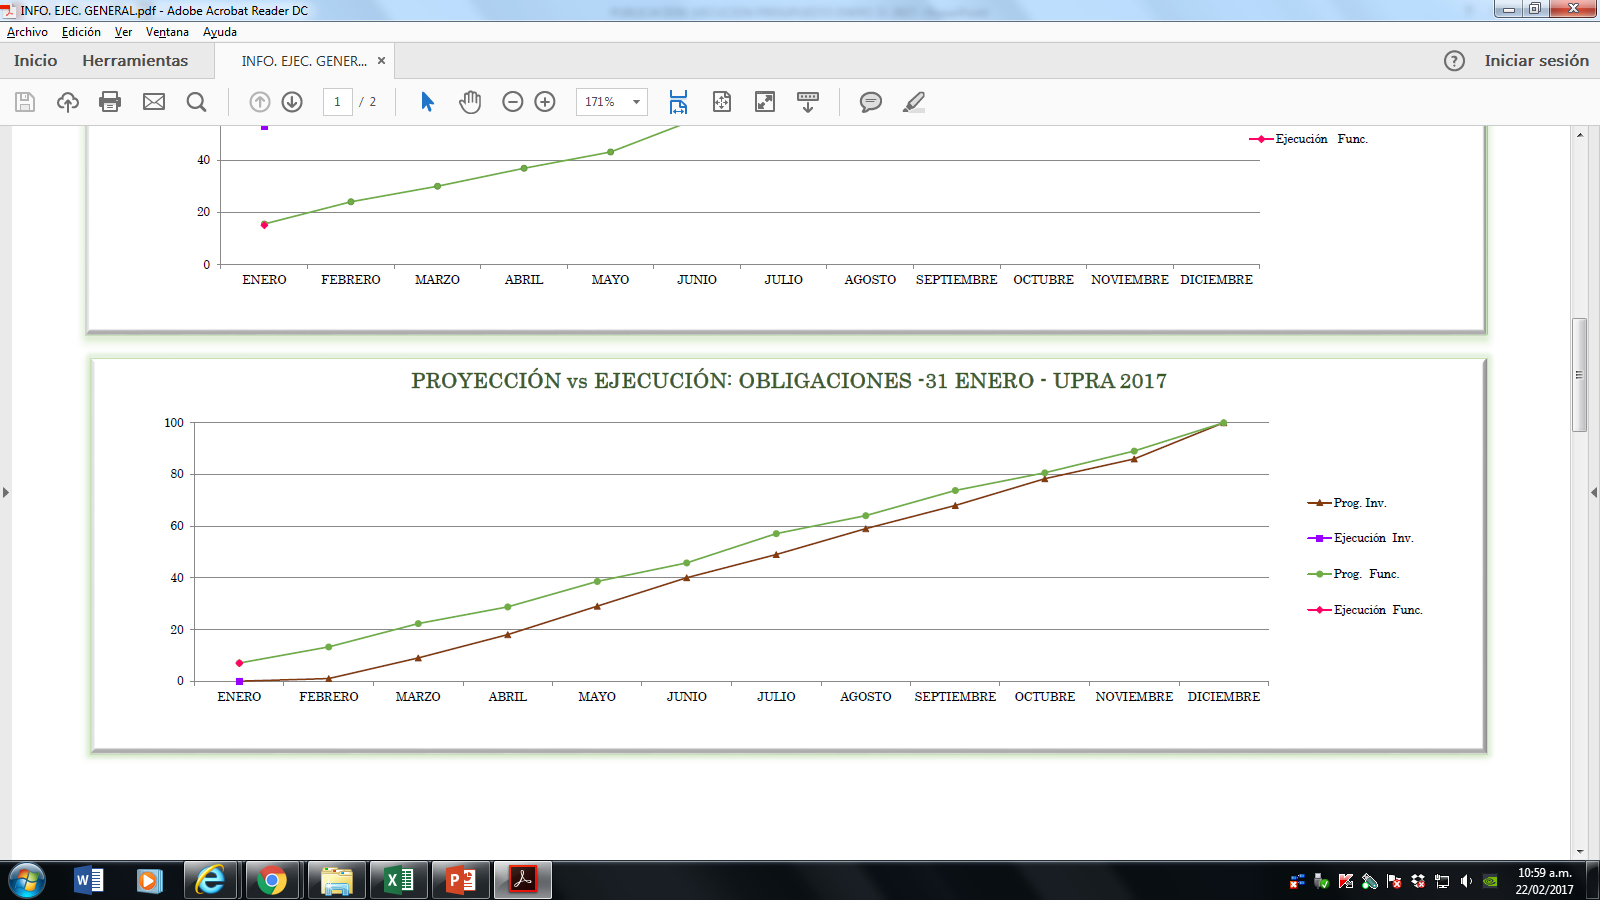 INFO. EJEC. GENERAL.pdf - Adobe Acrobat Reader DC
Archivo Edición Ver Ventana Ayuda
Inicio Herramientas INFO. EJEC. GENER... × ? Iniciar sesión
1 / 2 171%
Ejecución Func.
40
20
0
ENERO FEBRERO MARZO ABRIL MAYO JUNIO JULIO AGOSTO SEPTIEMBRE OCTUBRE NOVIEMBRE DICIEMBRE
PROYECCIÓN vs EJECUCIÓN: OBLIGACIONES -31 ENERO - UPRA 2017
100
80
60
40
20
0
ENERO FEBRERO MARZO ABRIL MAYO JUNIO JULIO AGOSTO SEPTIEMBRE OCTUBRE NOVIEMBRE DICIEMBRE
Prog. Inv.
Ejecución Inv.
Prog. Func.
Ejecución Func.
10:59 a.m.
22/02/2017